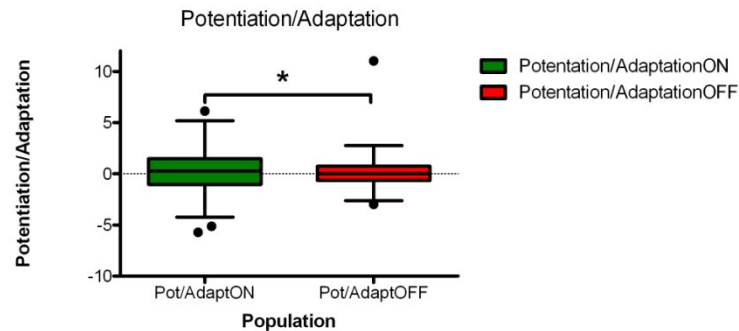 Potentiation/Adaptation
Potentiation/Adaptation
10
5
0
-5
-10
*
Pot/AdaptON
Pot/AdaptOFF
Population
Potentation/AdaptationON
Potentation/AdaptationOFF